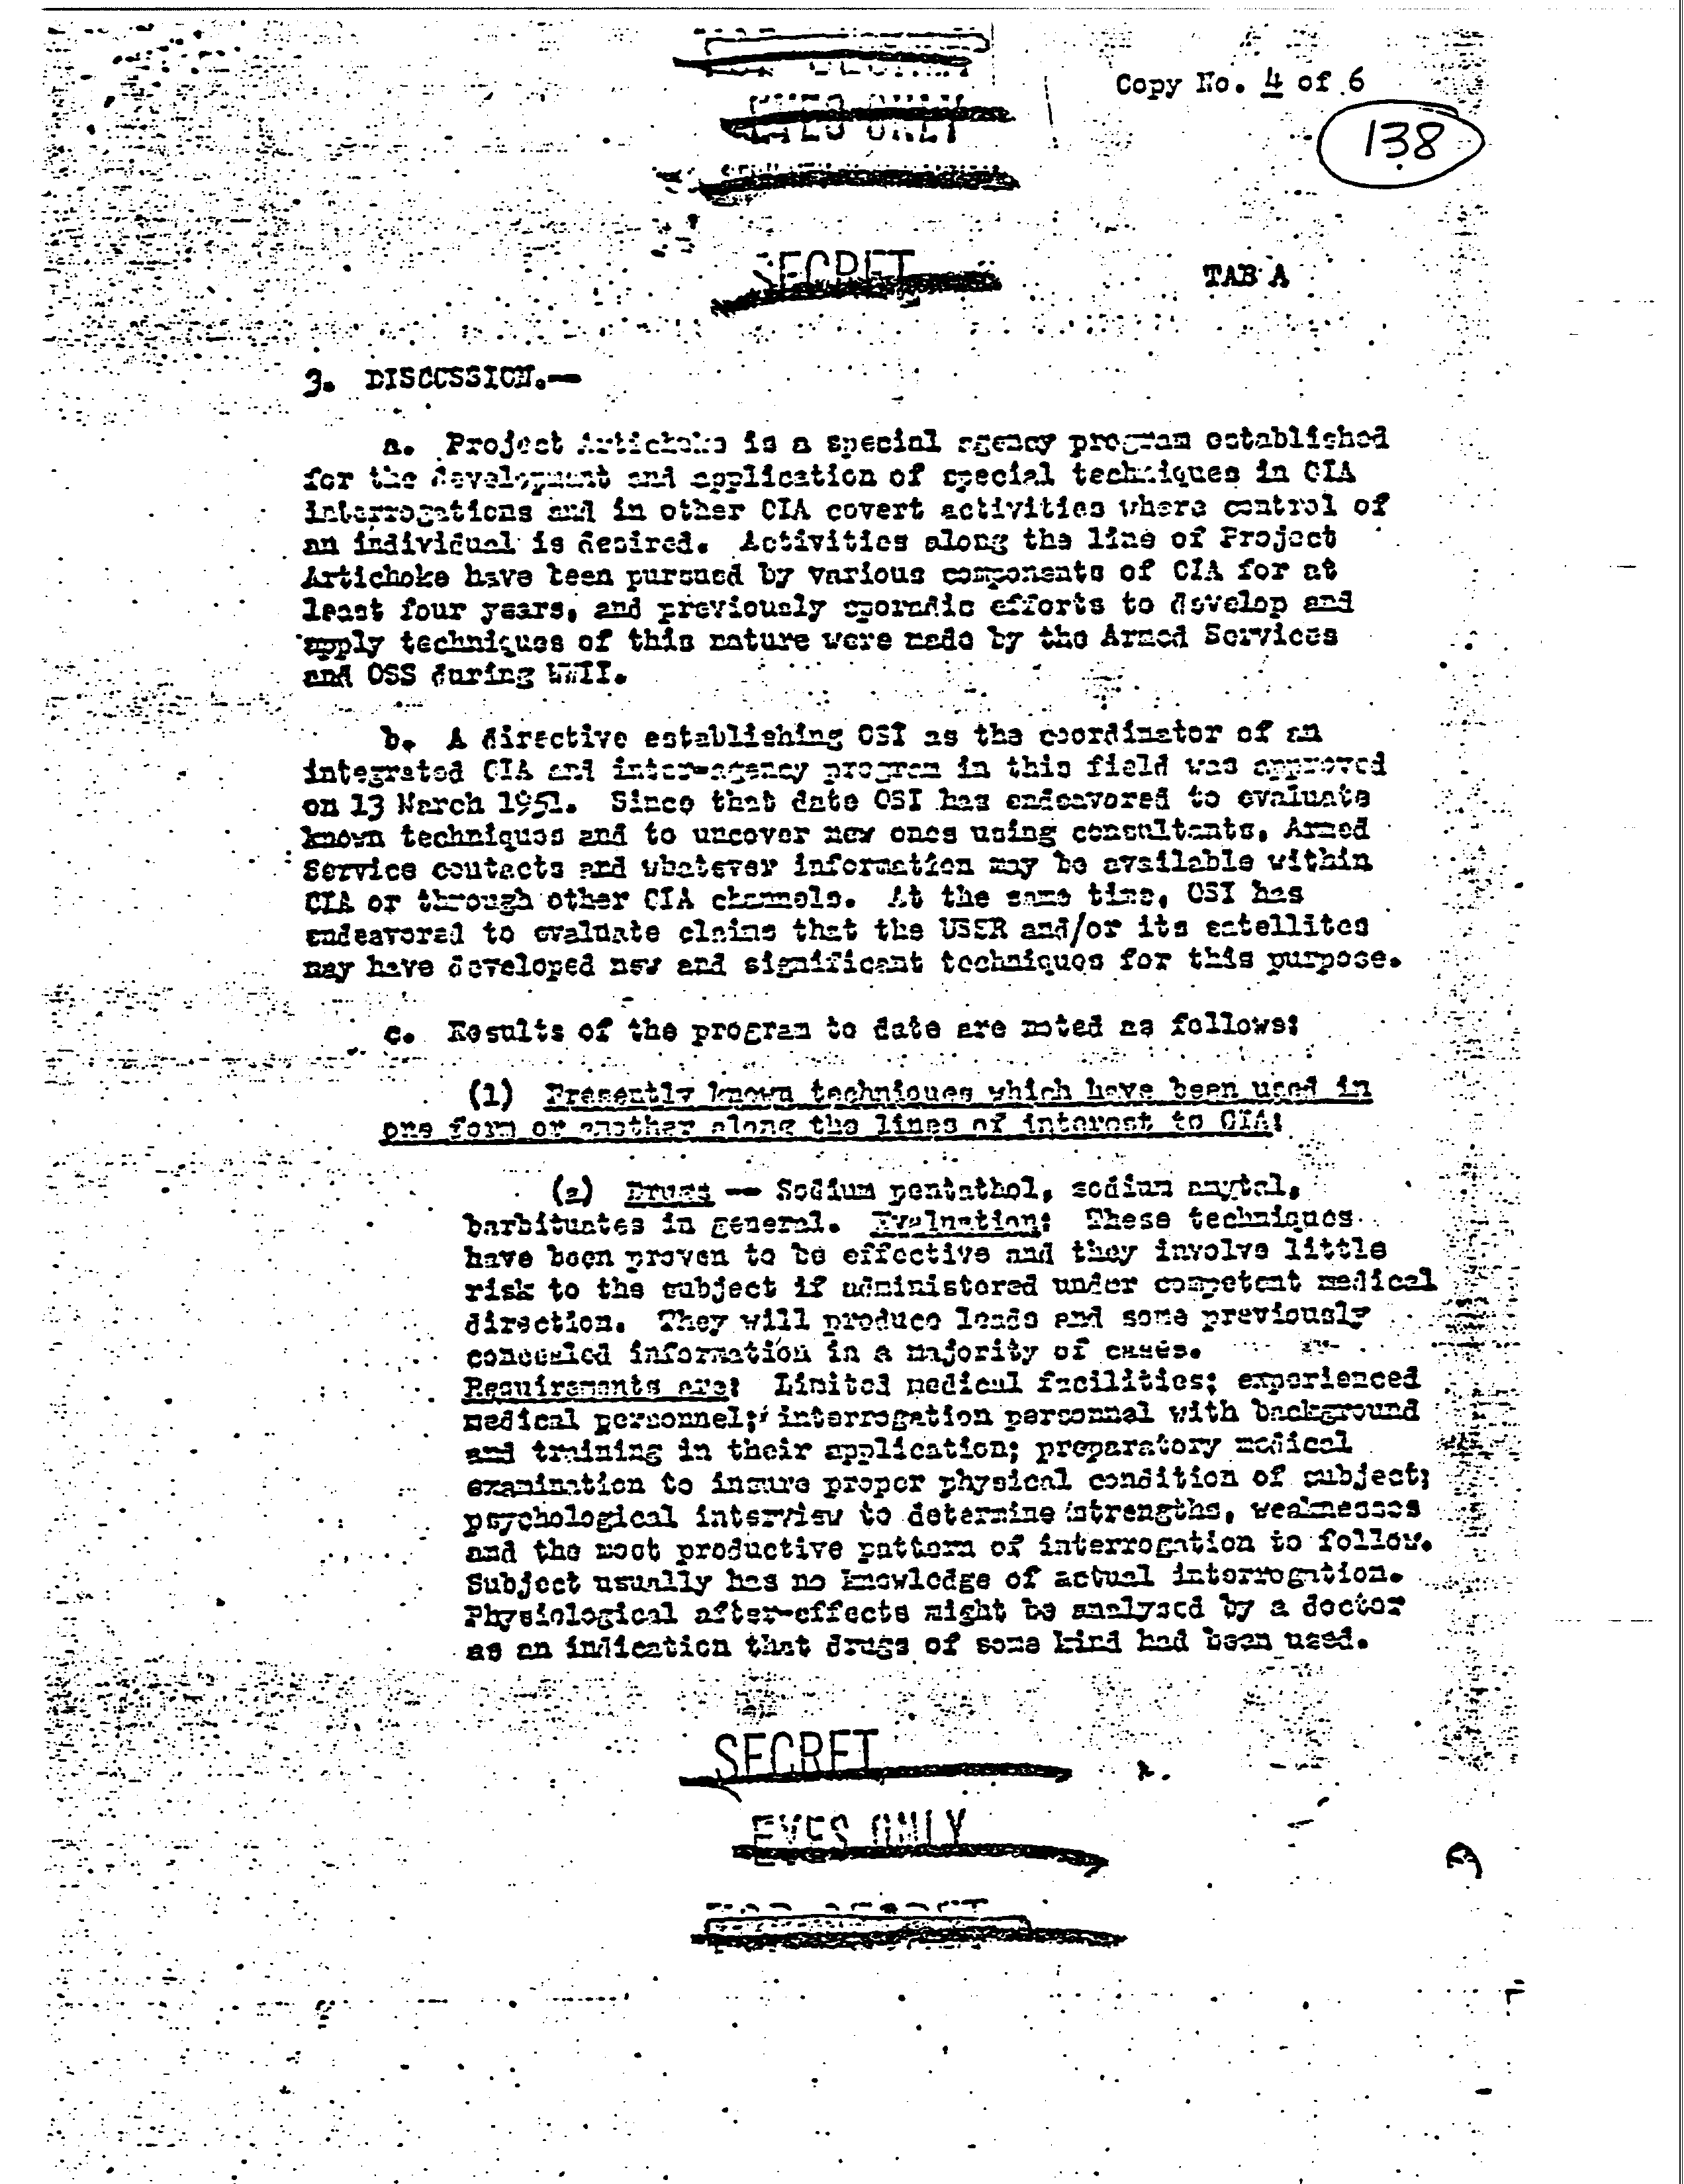 Copy No. 4 of 6
138
EYES ONLY
SECRET
TAB A
3. DISCUSSION.—
a. Project Artichoke is a special agency program established
for the development and application of special techniques in CIA
interrogations and in other CIA covert activities where control of
an individual is desired. Activities along the line of Project
Artichoke have been pursued by various components of CIA for at
least four years, and previously sporadic efforts to develop and
apply techniques of this nature were made by the Armed Services
and OSS during WWII.
b. A directive establishing OSI as the coordinator of an
integrated CIA and inter-agency program in this field was approved
on 13 March 1951. Since that date OSI has endeavored to evaluate
known techniques and to uncover new ones using consultants, Armed
Service contacts and whatever information may be available within
CIA or through other CIA channels. At the same time, OSI has
endeavored to evaluate claims that the USSR and/or its satellites
may have developed new and significant techniques for this purpose.
c. Results of the program to date are noted as follows:
(1) Presently known techniques which have been used in
one form or another along the lines of interest to CIA:
(a) Drugs -- Sodium pentathol, sodium amytal,
barbituates in general. Evaluation: These techniques
have been proven to be effective and they involve little
risk to the subject if administered under competent medical
direction. They will produce leads and some previously
concealed information in a majority of cases.
Requirements are: Limited medical facilities; experienced
medical personnel; interrogation personnel with background
and training in their application; preparatory medical
examination to insure proper physical condition of subject;
psychological interview to determine strengths, weaknesses
and the most productive pattern of interrogation to follow.
Subject usually has no knowledge of actual interrogation.
Physiological after-effects might be analysed by a doctor
as an indication that drugs of some kind had been used.
SECRET
EYES ONLY